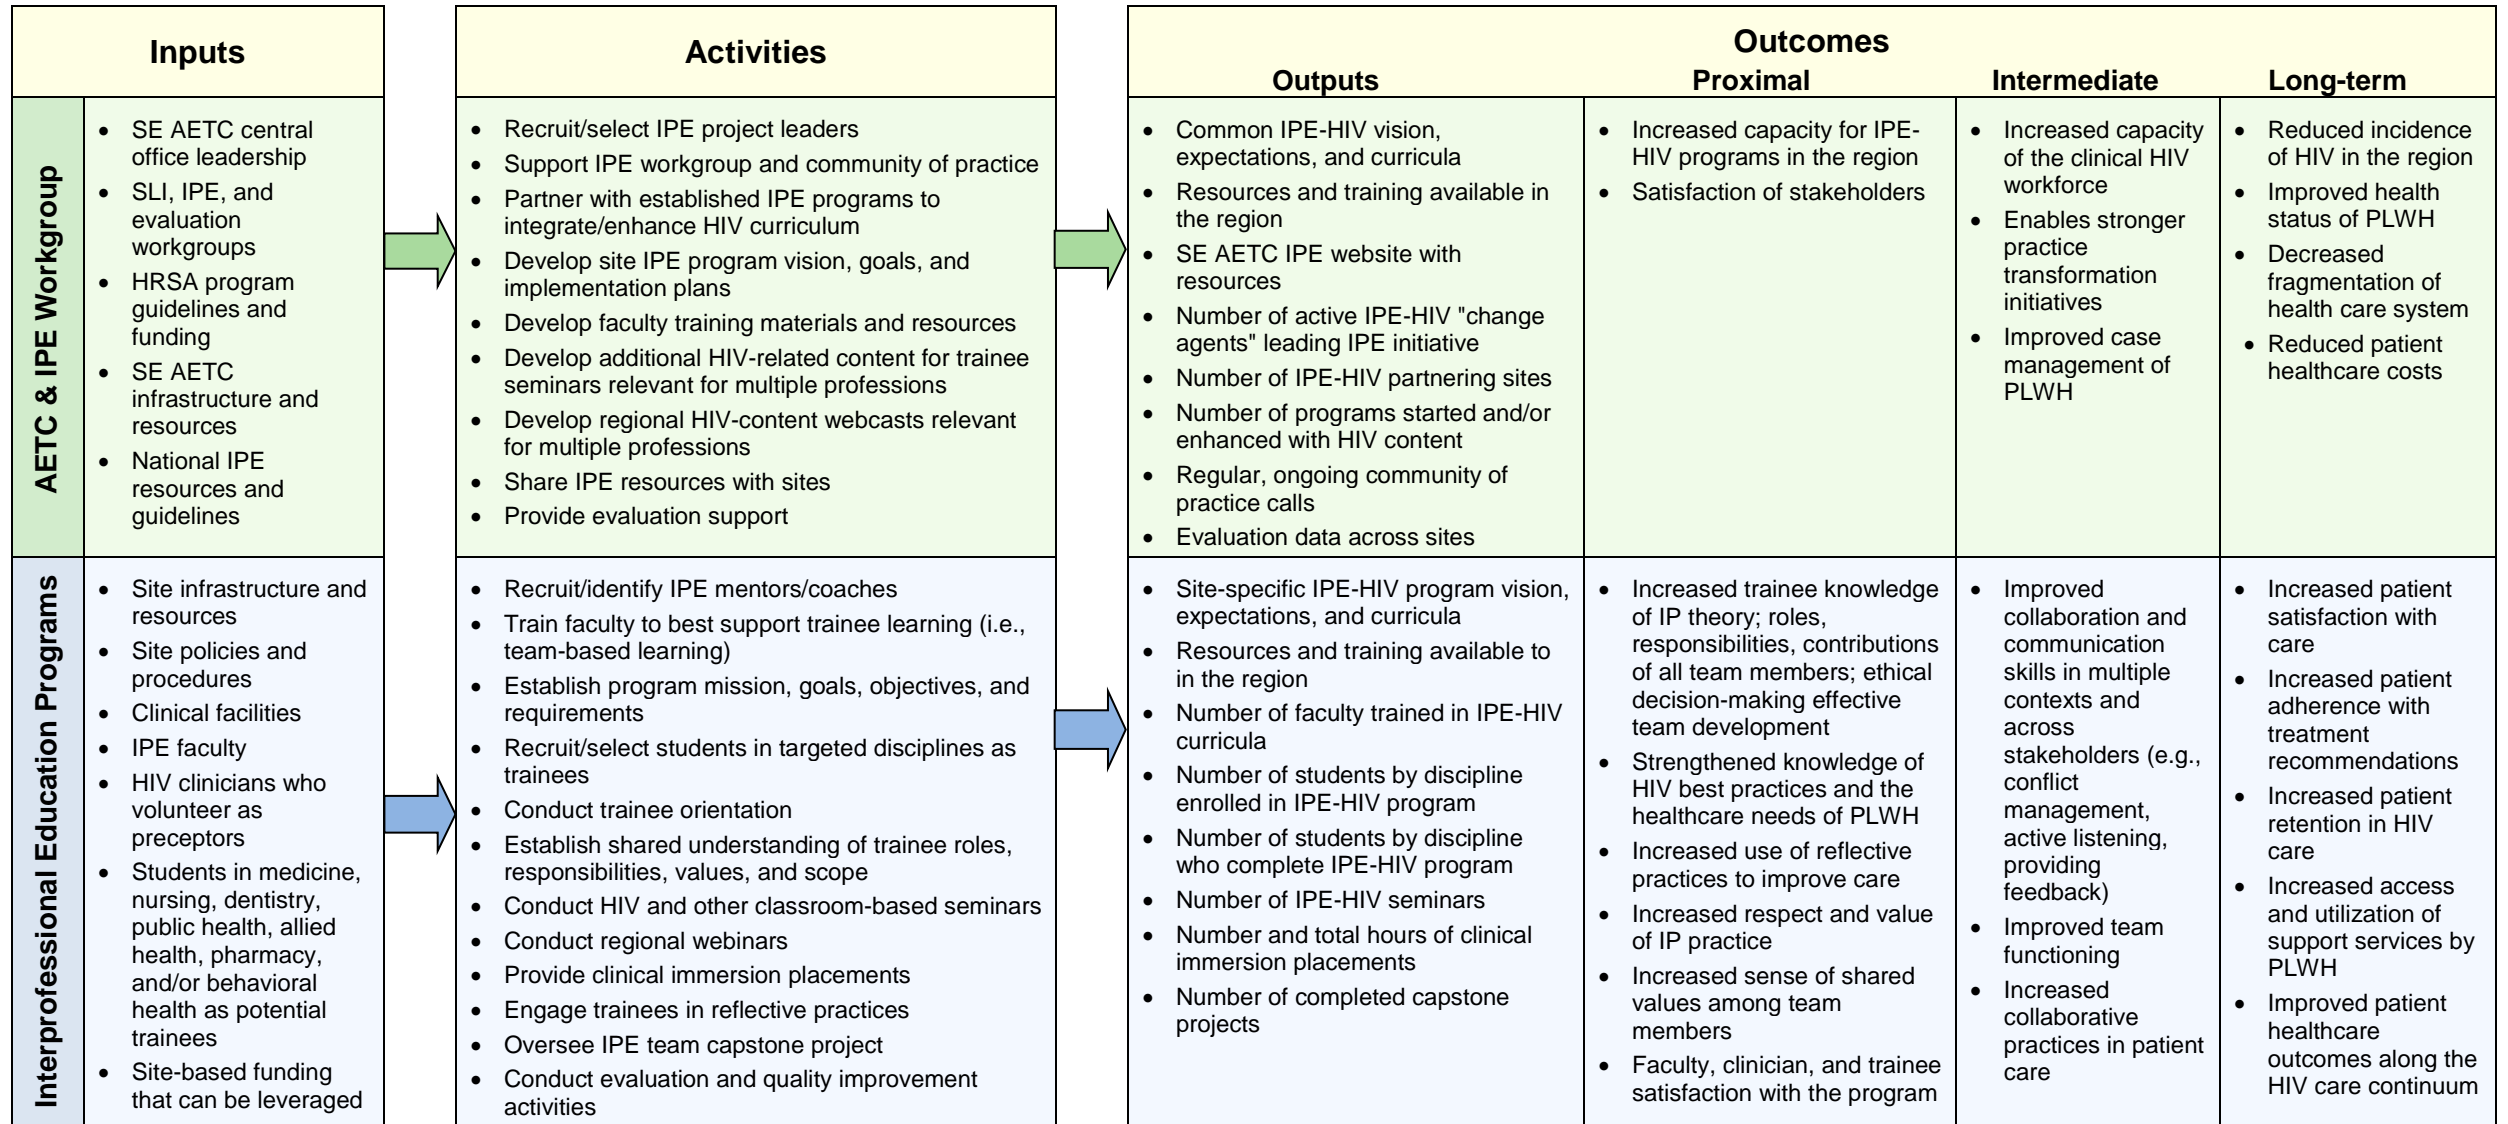 Inputs
Activities
Outcomes
Outputs
Proximal
Intermediate
Long-term
AETC & IPE Workgroup
• SE AETC central
office leadership
• SLI, IPE, and
evaluation
workgroups
• HRSA program
guidelines and
funding
• SE AETC
infrastructure and
resources
• National IPE
resources and
guidelines
• Recruit/select IPE project leaders
• Support IPE workgroup and community of practice
• Partner with established IPE programs to
integrate/enhance HIV curriculum
• Develop site IPE program vision, goals, and
implementation plans
• Develop faculty training materials and resources
• Develop additional HIV-related content for trainee
seminars relevant for multiple professions
• Develop regional HIV-content webcasts relevant
for multiple professions
• Share IPE resources with sites
• Provide evaluation support
• Common IPE-HIV vision,
expectations, and curricula
• Resources and training available in
the region
• SE AETC IPE website with
resources
• Number of active IPE-HIV "change
agents" leading IPE initiative
• Number of IPE-HIV partnering sites
• Number of programs started and/or
enhanced with HIV content
• Regular, ongoing community of
practice calls
• Evaluation data across sites
• Increased capacity for IPE-
HIV programs in the region
• Satisfaction of stakeholders
• Increased capacity
of the clinical HIV
workforce
• Enables stronger
practice
transformation
initiatives
• Improved case
management of
PLWH
• Reduced incidence
of HIV in the region
• Improved health
status of PLWH
• Decreased
fragmentation of
health care system
• Reduced patient
healthcare costs
Interprofessional Education Programs
• Site infrastructure and
resources
• Site policies and
procedures
• Clinical facilities
• IPE faculty
• HIV clinicians who
volunteer as
preceptors
• Students in medicine,
nursing, dentistry,
public health, allied
health, pharmacy,
and/or behavioral
health as potential
trainees
• Site-based funding
that can be leveraged
• Recruit/identify IPE mentors/coaches
• Train faculty to best support trainee learning (i.e.,
team-based learning)
• Establish program mission, goals, objectives, and
requirements
• Recruit/select students in targeted disciplines as
trainees
• Conduct trainee orientation
• Establish shared understanding of trainee roles,
responsibilities, values, and scope
• Conduct HIV and other classroom-based seminars
• Conduct regional webinars
• Provide clinical immersion placements
• Engage trainees in reflective practices
• Oversee IPE team capstone project
• Conduct evaluation and quality improvement
activities
• Site-specific IPE-HIV program vision,
expectations, and curricula
• Resources and training available to
in the region
• Number of faculty trained in IPE-HIV
curricula
• Number of students by discipline
enrolled in IPE-HIV program
• Number of students by discipline
who complete IPE-HIV program
• Number of IPE-HIV seminars
• Number and total hours of clinical
immersion placements
• Number of completed capstone
projects
• Increased trainee knowledge
of IP theory; roles,
responsibilities, contributions
of all team members; ethical
decision-making effective
team development
• Strengthened knowledge of
HIV best practices and the
healthcare needs of PLWH
• Increased use of reflective
practices to improve care
• Increased respect and value
of IP practice
• Increased sense of shared
values among team
members
• Faculty, clinician, and trainee
satisfaction with the program
• Improved
collaboration and
communication
skills in multiple
contexts and
across
stakeholders (e.g.,
conflict
management,
active listening,
providing
feedback)
• Improved team
functioning
• Increased
collaborative
practices in patient
care
• Increased patient
satisfaction with
care
• Increased patient
adherence with
treatment
recommendations
• Increased patient
retention in HIV
care
• Increased access
and utilization of
support services by
PLWH
• Improved patient
healthcare
outcomes along the
HIV care continuum